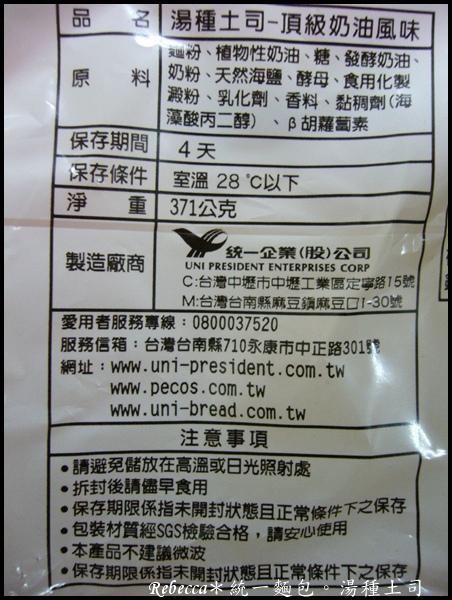 品名 湯種土司-頂級奶油風味
原料 麵粉、植物性奶油、糖、發酵奶油、
奶粉、天然海鹽、酵母、食用化製
澱粉、乳化劑、香料、黏稠劑(海
藻酸丙二醇) 、β胡蘿蔔素
保存期間 4 天
保存條件 室溫 28 ℃以下
淨重 371公克
製造廠商 統一企業(股)公司
UNI PRESIDENT ENTERPRISES CORP
C:台灣中壢市中壢工業區定寧路15號
M:台灣台南縣麻豆鎮麻豆口1-30號
愛用者服務專線：0800037520
服務信箱：台灣台南縣710永康市中正路301號
網址：www.uni-president.com.tw
www.pecos.com.tw
www.uni-bread.com.tw
注意事項
•請避免儲放在高溫或日光照射處
•拆封後請儘早食用
•保存期限係指未開封狀態且正常條件下之保存
•包裝材質經SGS檢驗合格，請安心使用
•本產品不建議微波
•保存期限係指未開封狀態且正常條件下之保存
Rebecca＊統一麵包。湯種土司